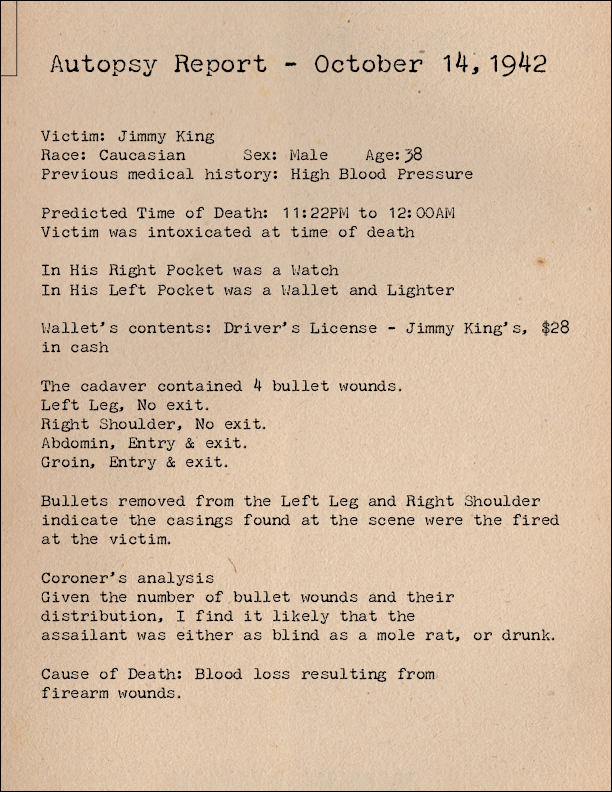 Autopsy Report - October 14, 1942
Victim: Jimmy King
Race: Caucasian Sex: Male Age: 38
Previous medical history: High Blood Pressure
Predicted Time of Death: 11:22PM to 12:00AM
Victim was intoxicated at time of death
In His Right Pocket was a Watch
In His Left Pocket was a Wallet and Lighter
Wallet's contents: Driver's License - Jimmy King's, $28
in cash
The cadaver contained 4 bullet wounds.
Left Leg, No exit.
Right Shoulder, No exit.
Abdomin, Entry & exit.
Groin, Entry & exit.
Bullets removed from the Left Leg and Right Shoulder
indicate the casings found at the scene were the fired
at the victim.
Coroner's analysis
Given the number of bullet wounds and their
distribution, I find it likely that the
assailant was either as blind as a mole rat, or drunk.
Cause of Death: Blood loss resulting from
firearm wounds.